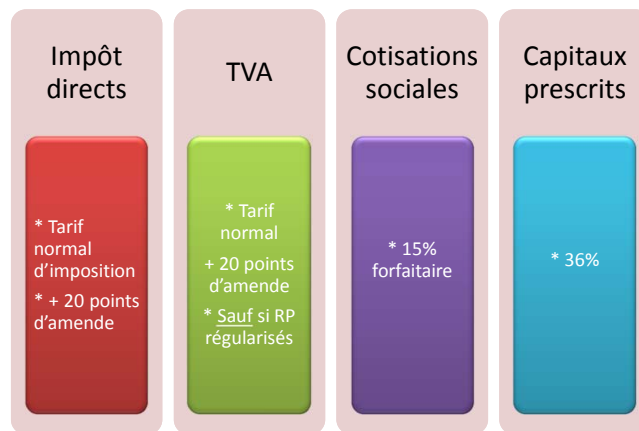 Impôt
directs
* Tarif
normal
d'imposition
* + 20 points
d'amende
TVA
* Tarif
normal
+ 20 points
d'amende
* Sauf si RP
régularisés
Cotisations
sociales
* 15%
forfaitaire
Capitaux
prescrits
* 36%